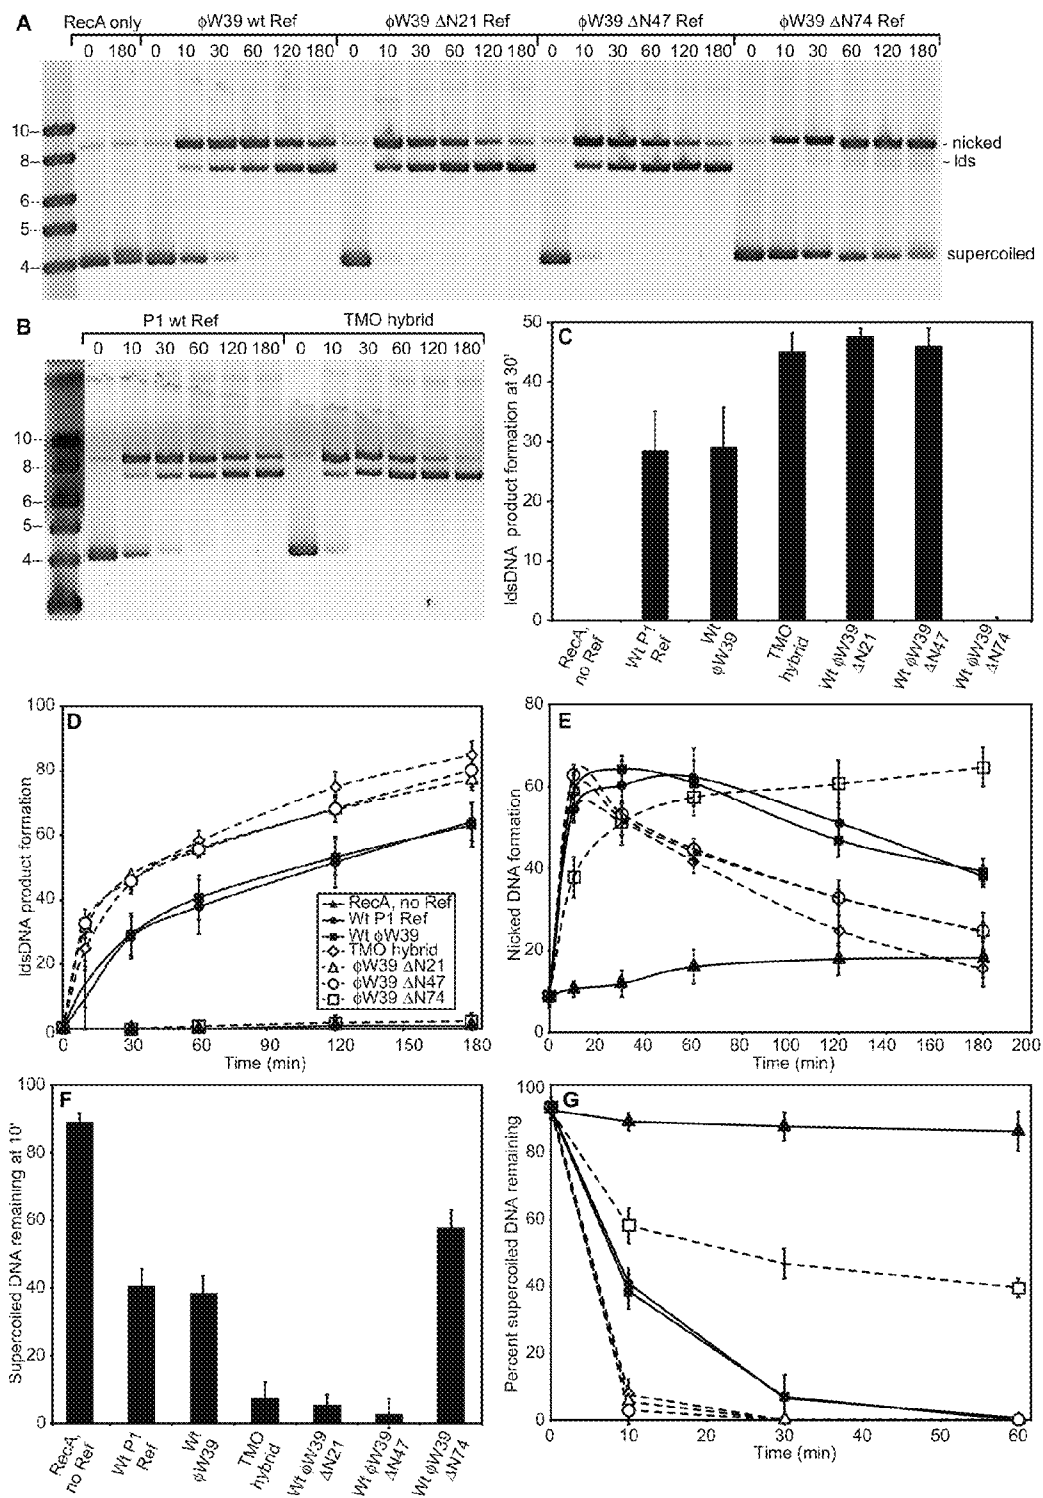 A
RecA only
ϕW39 wt Ref
ϕW39 ΔN21 Ref
ϕW39 ΔN47 Ref
ϕW39 ΔN74 Ref
0 180 0 10 30 60 120 180 0 10 30 60 120 180 0 10 30 60 120 180 0 10 30 60 120 180
10
8
6
5
4
nicked
lds
supercoiled
B
P1 wt Ref
TMO hybrid
0 10 30 60 120 180 0 10 30 60 120 180
10
8
6
5
4
C
ldsDNA product formation at 30'
50
40
30
20
10
0
RecA, no Ref
Wt P1 Ref
Wt ϕW39
TMO hybrid
Wt ϕW39 ΔN21
Wt ϕW39 ΔN47
Wt ϕW39 ΔN74
D
ldsDNA product formation
100
80
60
40
20
0
0 30 60 90 120 150 180
Time (min)
RecA, no Ref
Wt P1 Ref
Wt ϕW39
TMO hybrid
ϕW39 ΔN21
ϕW39 ΔN47
ϕW39 ΔN74
E
Nicked DNA formation
80
60
40
20
0
0 20 40 60 80 100 120 140 160 180 200
Time (min)
F
Supercoiled DNA remaining at 10'
100
80
60
40
20
0
RecA, no Ref
Wt P1 Ref
Wt ϕW39
TMO hybrid
Wt ϕW39 ΔN21
Wt ϕW39 ΔN47
Wt ϕW39 ΔN74
G
Percent supercoiled DNA remaining
100
80
60
40
20
0
0 10 20 30 40 50 60
Time (min)